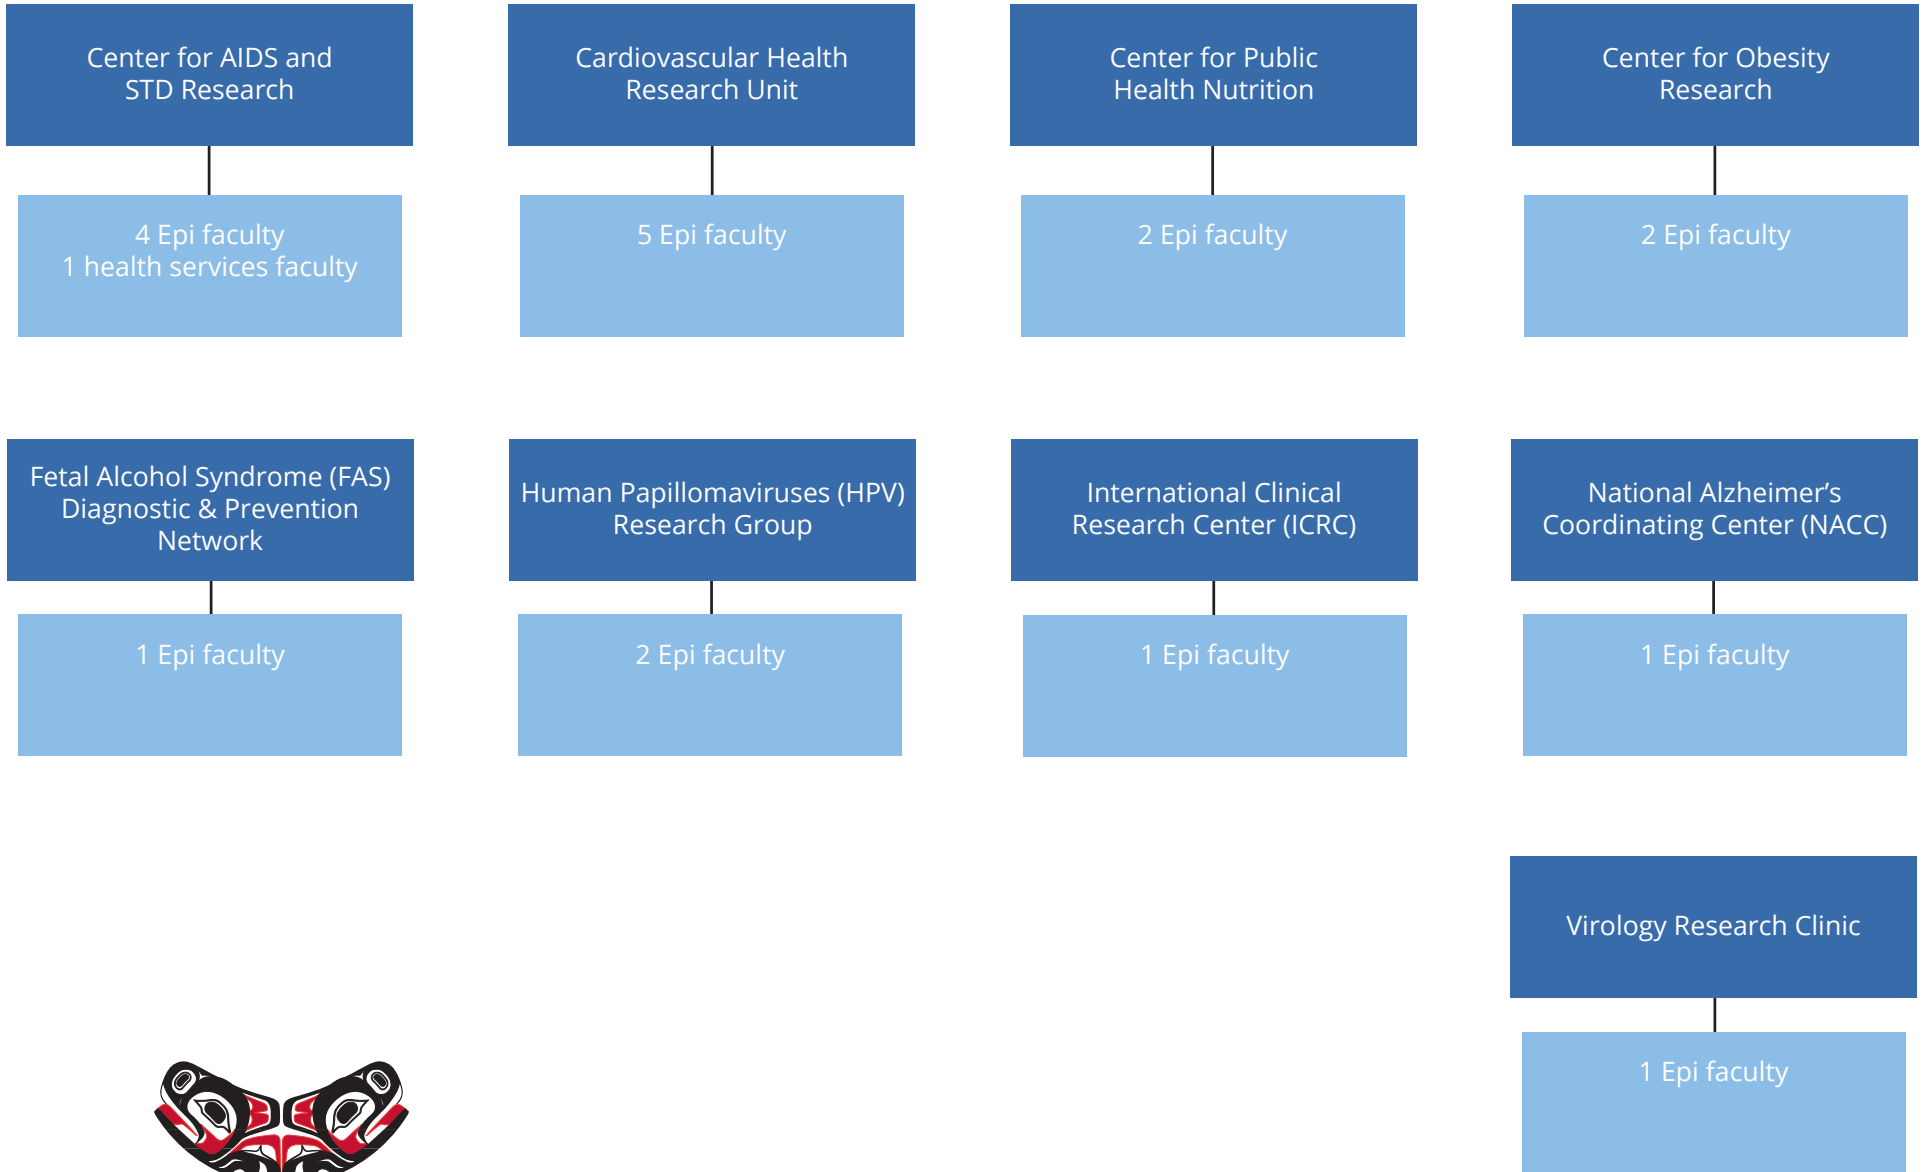 Center for AIDS and
STD Research
4 Epi faculty
1 health services faculty
Cardiovascular Health
Research Unit
5 Epi faculty
Center for Public
Health Nutrition
2 Epi faculty
Center for Obesity
Research
2 Epi faculty
Fetal Alcohol Syndrome (FAS)
Diagnostic & Prevention
Network
1 Epi faculty
Human Papillomaviruses (HPV)
Research Group
2 Epi faculty
International Clinical
Research Center (ICRC)
1 Epi faculty
National Alzheimer’s
Coordinating Center (NACC)
1 Epi faculty
Virology Research Clinic
1 Epi faculty